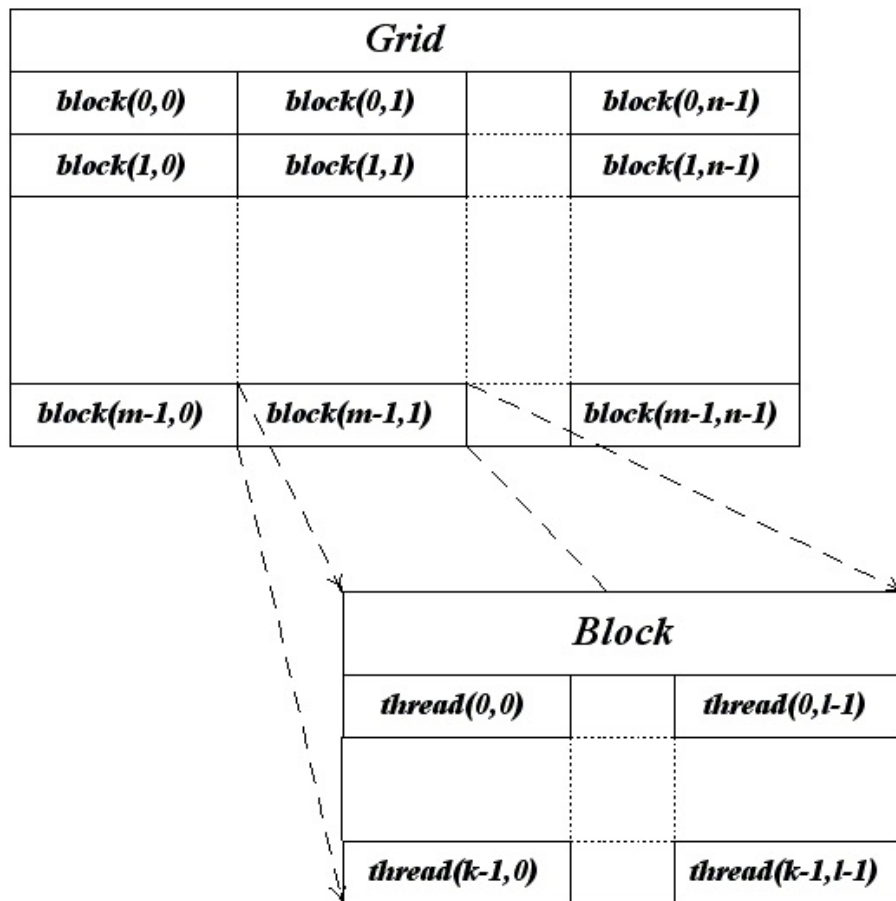 Grid
block(0,0) block(0,1) block(0,n-1)
block(1,0) block(1,1) block(1,n-1)
block(m-1,0) block(m-1,1) block(m-1,n-1)
Block
thread(0,0) thread(0,l-1)
thread(k-1,0) thread(k-1,l-1)